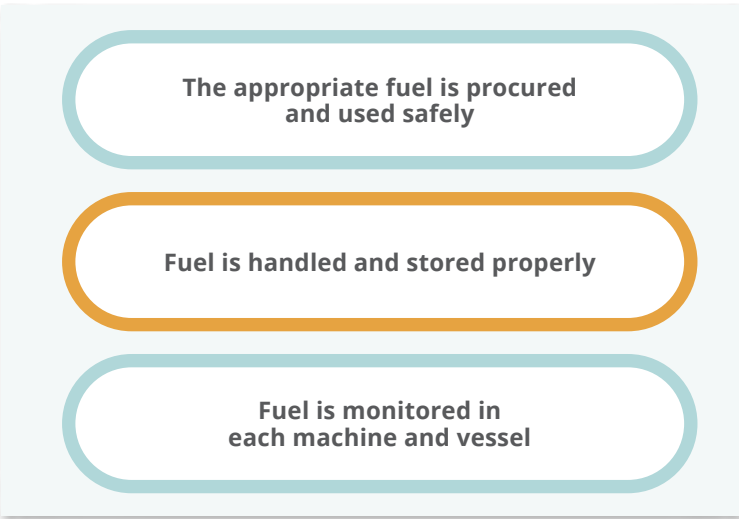 The appropriate fuel is procured
and used safely
Fuel is handled and stored properly
Fuel is monitored in
each machine and vessel